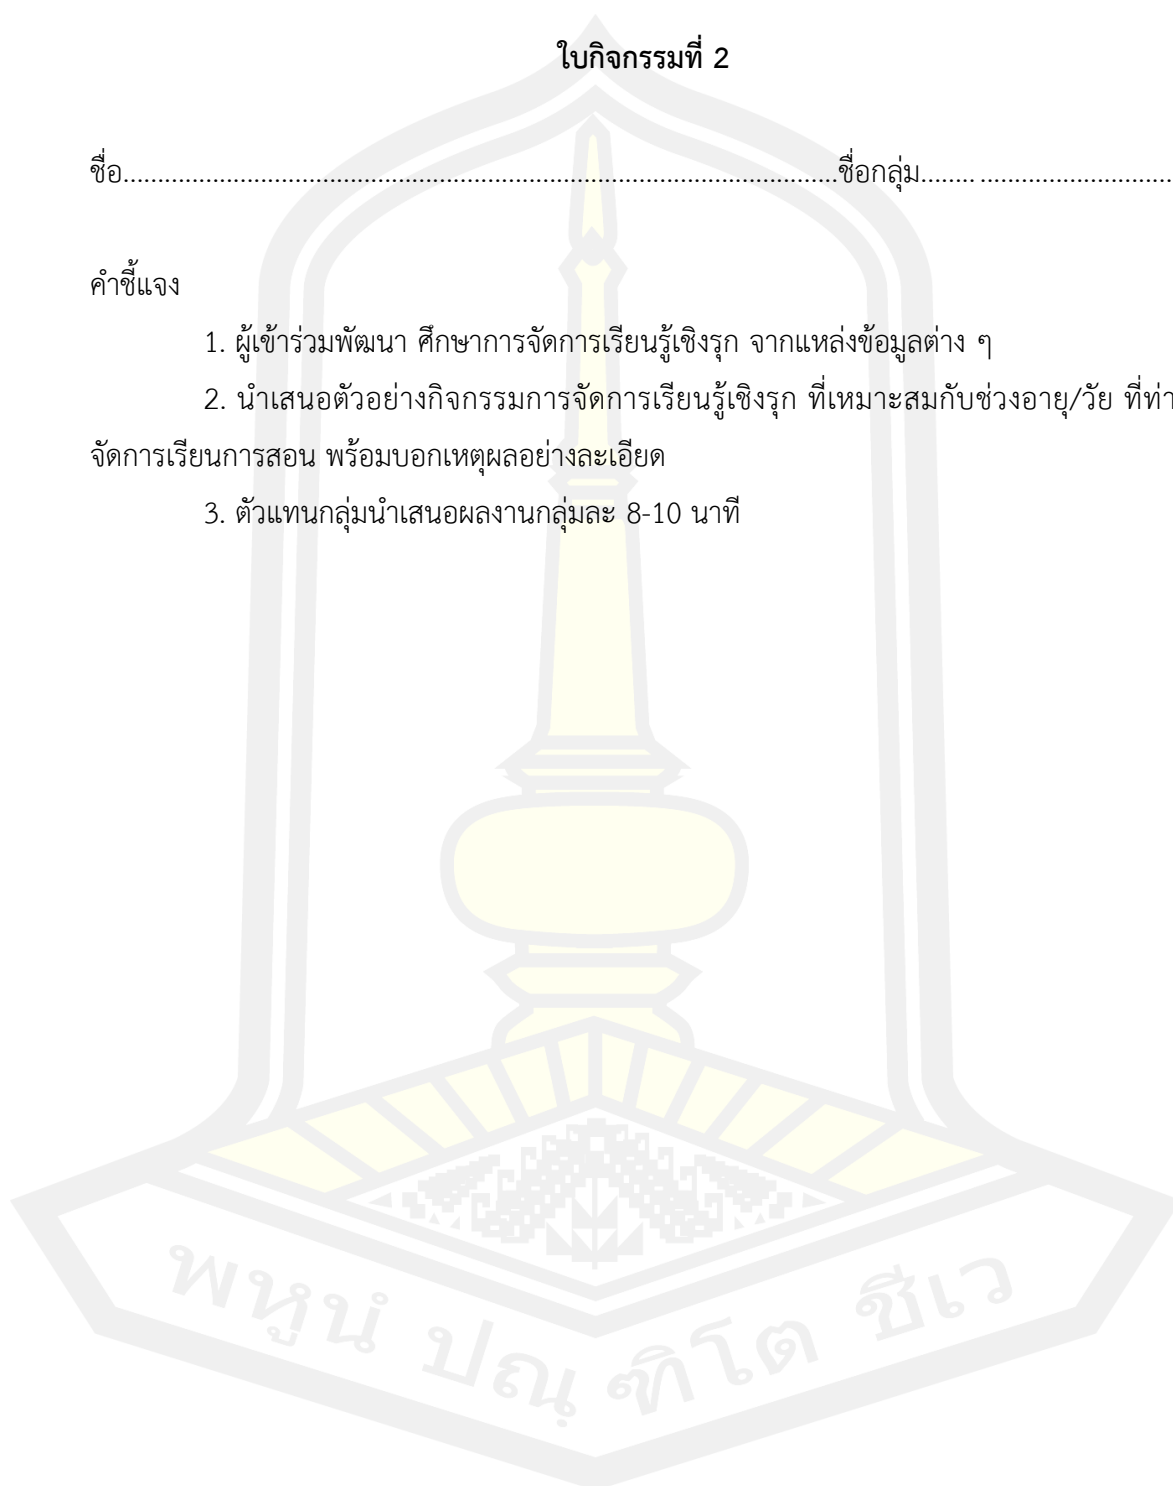 ใบกิจกรรมที่ 2
ชื่อ.......................................................................................................ชื่อกลุ่ม........ ............................
คำชี้แจง
1. ผู้เข้าร่วมพัฒนา ศึกษาการจัดการเรียนรู้เชิงรุก จากแหล่งข้อมูลต่าง ๆ
2. นำเสนอตัวอย่างกิจกรรมการจัดการเรียนรู้เชิงรุก ที่เหมาะสมกับช่วงอายุ/วัย ที่ท่า
จัดการเรียนการสอน พร้อมบอกเหตุผลอย่างละเอียด
3. ตัวแทนกลุ่มนำเสนอผลงานกลุ่มละ 8-10 นาที
พหูนํ ปณฺฑิโต ชีเว